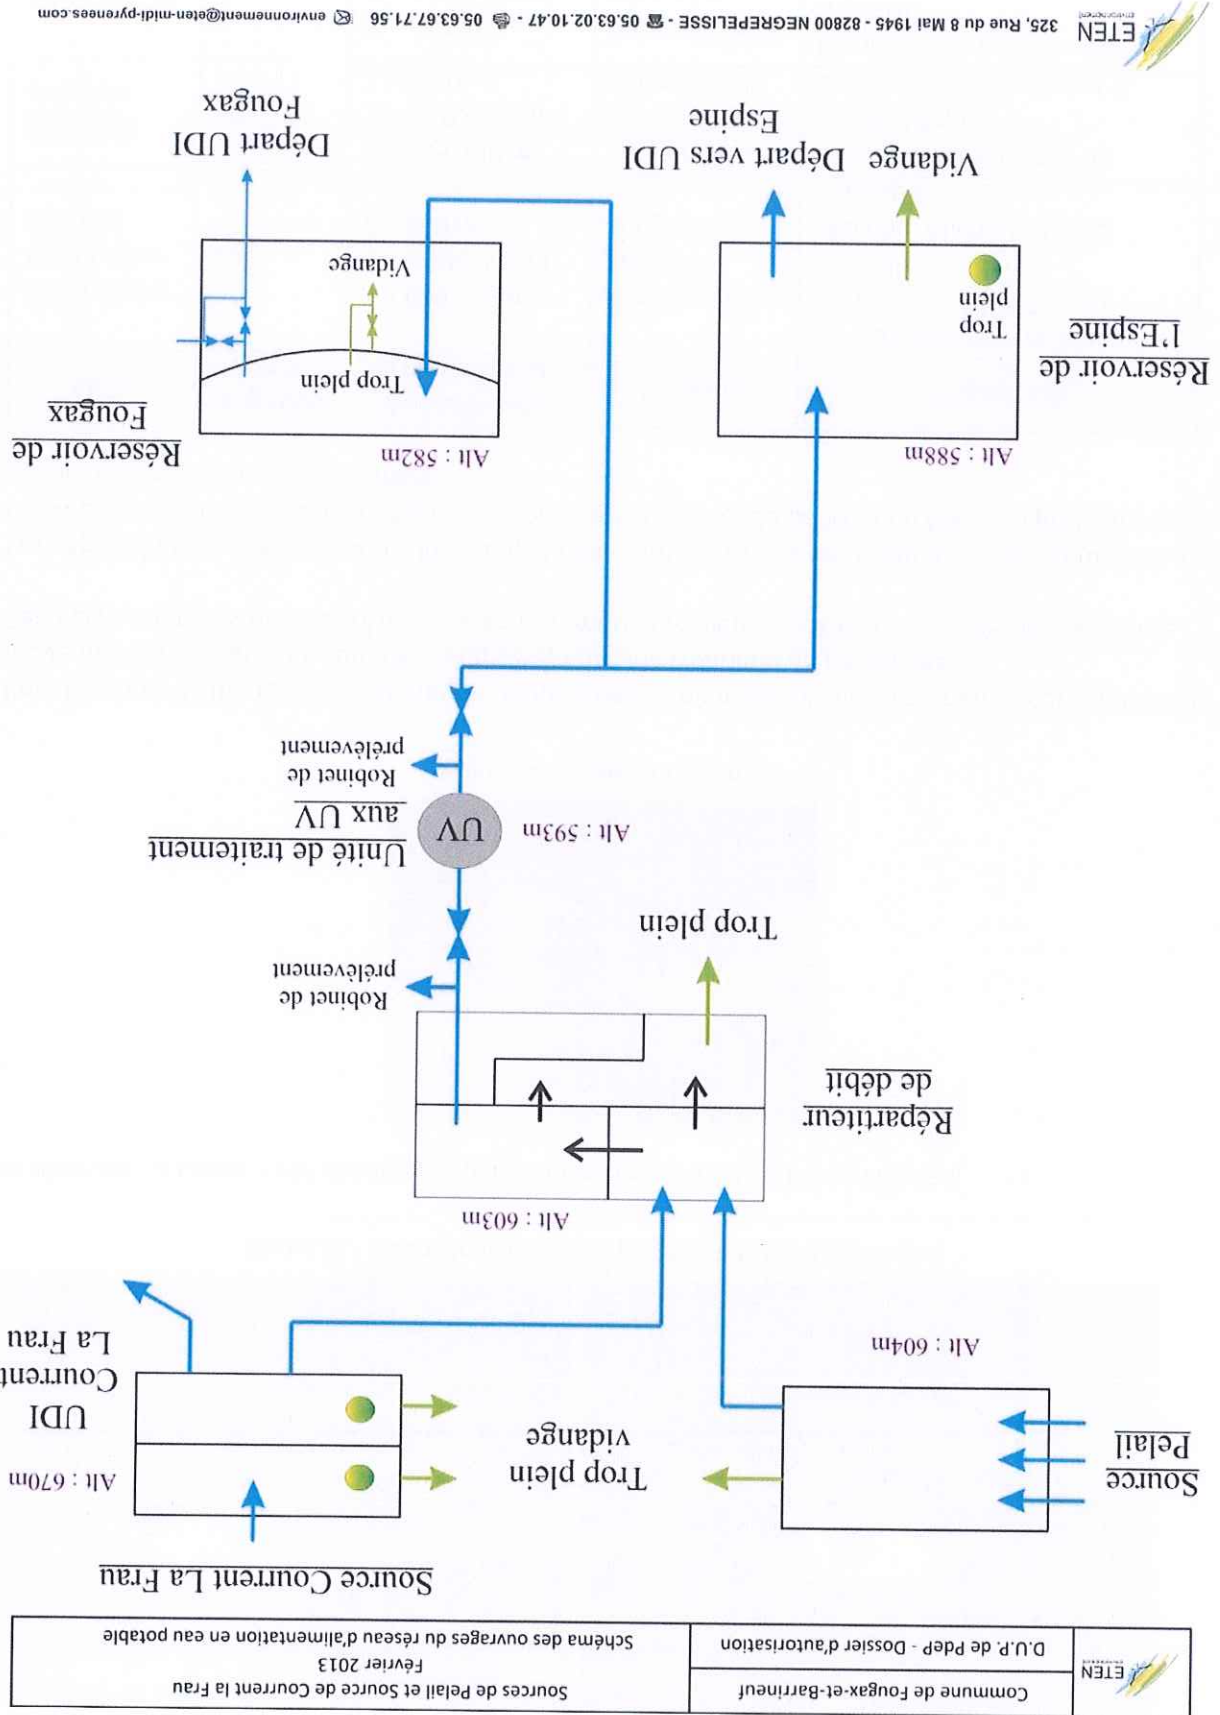 ETEN
environnement
Commune de Fougax-et-Barrineuf
D.U.P. de PdeP - Dossier d'autorisation
Sources de Pelail et Source de Courrent la Frau
Février 2013
Schéma des ouvrages du réseau d'alimentation en eau potable
Source Courrent La Frau
Source
Pelail
Trop plein
vidange
Alt : 670m
UDI
Courrent
La Frau
Alt : 604m
Alt : 603m
Répartiteur
de débit
Trop plein
Robinet de
prélèvement
Alt : 593m
UV
Unité de traitement
aux UV
Robinet de
prélèvement
Alt : 588m
Réservoir de
l'Espine
Trop
plein
Vidange
Départ vers UDI
Espine
Alt : 582m
Réservoir de
Fougax
Trop plein
Vidange
Départ UDI
Fougax
ETEN
environnement
325, Rue du 8 Mai 1945 - 82800 NEGREPELISSE - ☎ 05.63.02.10.47 - 📠 05.63.67.71.56 ✉ environnement@eten-midi-pyrenees.com